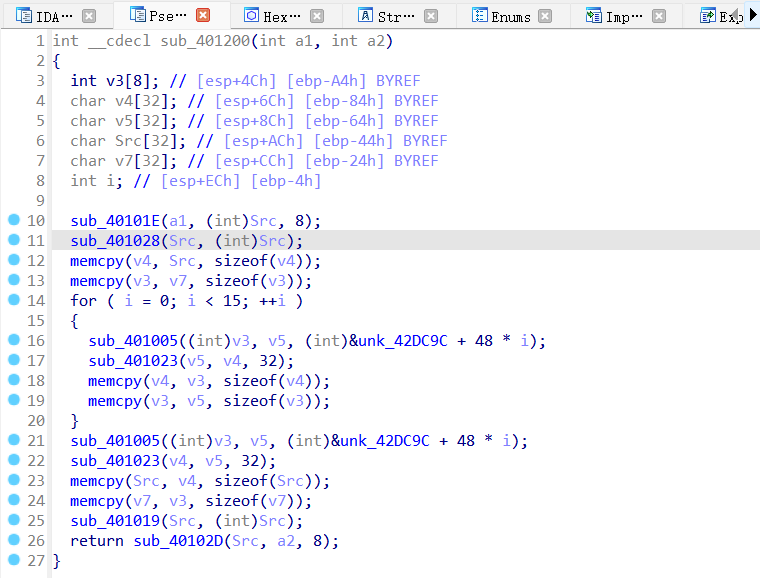 IDA··· Pse··· Hex··· Str··· Enums Imp··· Exp
1 int __cdecl sub_401200(int a1, int a2)
2 {
3 int v3[8]; // [esp+4Ch] [ebp-A4h] BYREF
4 char v4[32]; // [esp+6Ch] [ebp-84h] BYREF
5 char v5[32]; // [esp+8Ch] [ebp-64h] BYREF
6 char Src[32]; // [esp+ACh] [ebp-44h] BYREF
7 char v7[32]; // [esp+CCh] [ebp-24h] BYREF
8 int i; // [esp+ECh] [ebp-4h]
9
10 sub_40101E(a1, (int)Src, 8);
11 sub_401028(Src, (int)Src);
12 memcpy(v4, Src, sizeof(v4));
13 memcpy(v3, v7, sizeof(v3));
14 for ( i = 0; i < 15; ++i )
15 {
16 sub_401005((int)v3, v5, (int)&unk_42DC9C + 48 * i);
17 sub_401023(v5, v4, 32);
18 memcpy(v4, v3, sizeof(v4));
19 memcpy(v3, v5, sizeof(v3));
20 }
21 sub_401005((int)v3, v5, (int)&unk_42DC9C + 48 * i);
22 sub_401023(v4, v5, 32);
23 memcpy(Src, v4, sizeof(Src));
24 memcpy(v7, v3, sizeof(v7));
25 sub_401019(Src, (int)Src);
26 return sub_40102D(Src, a2, 8);
27 }